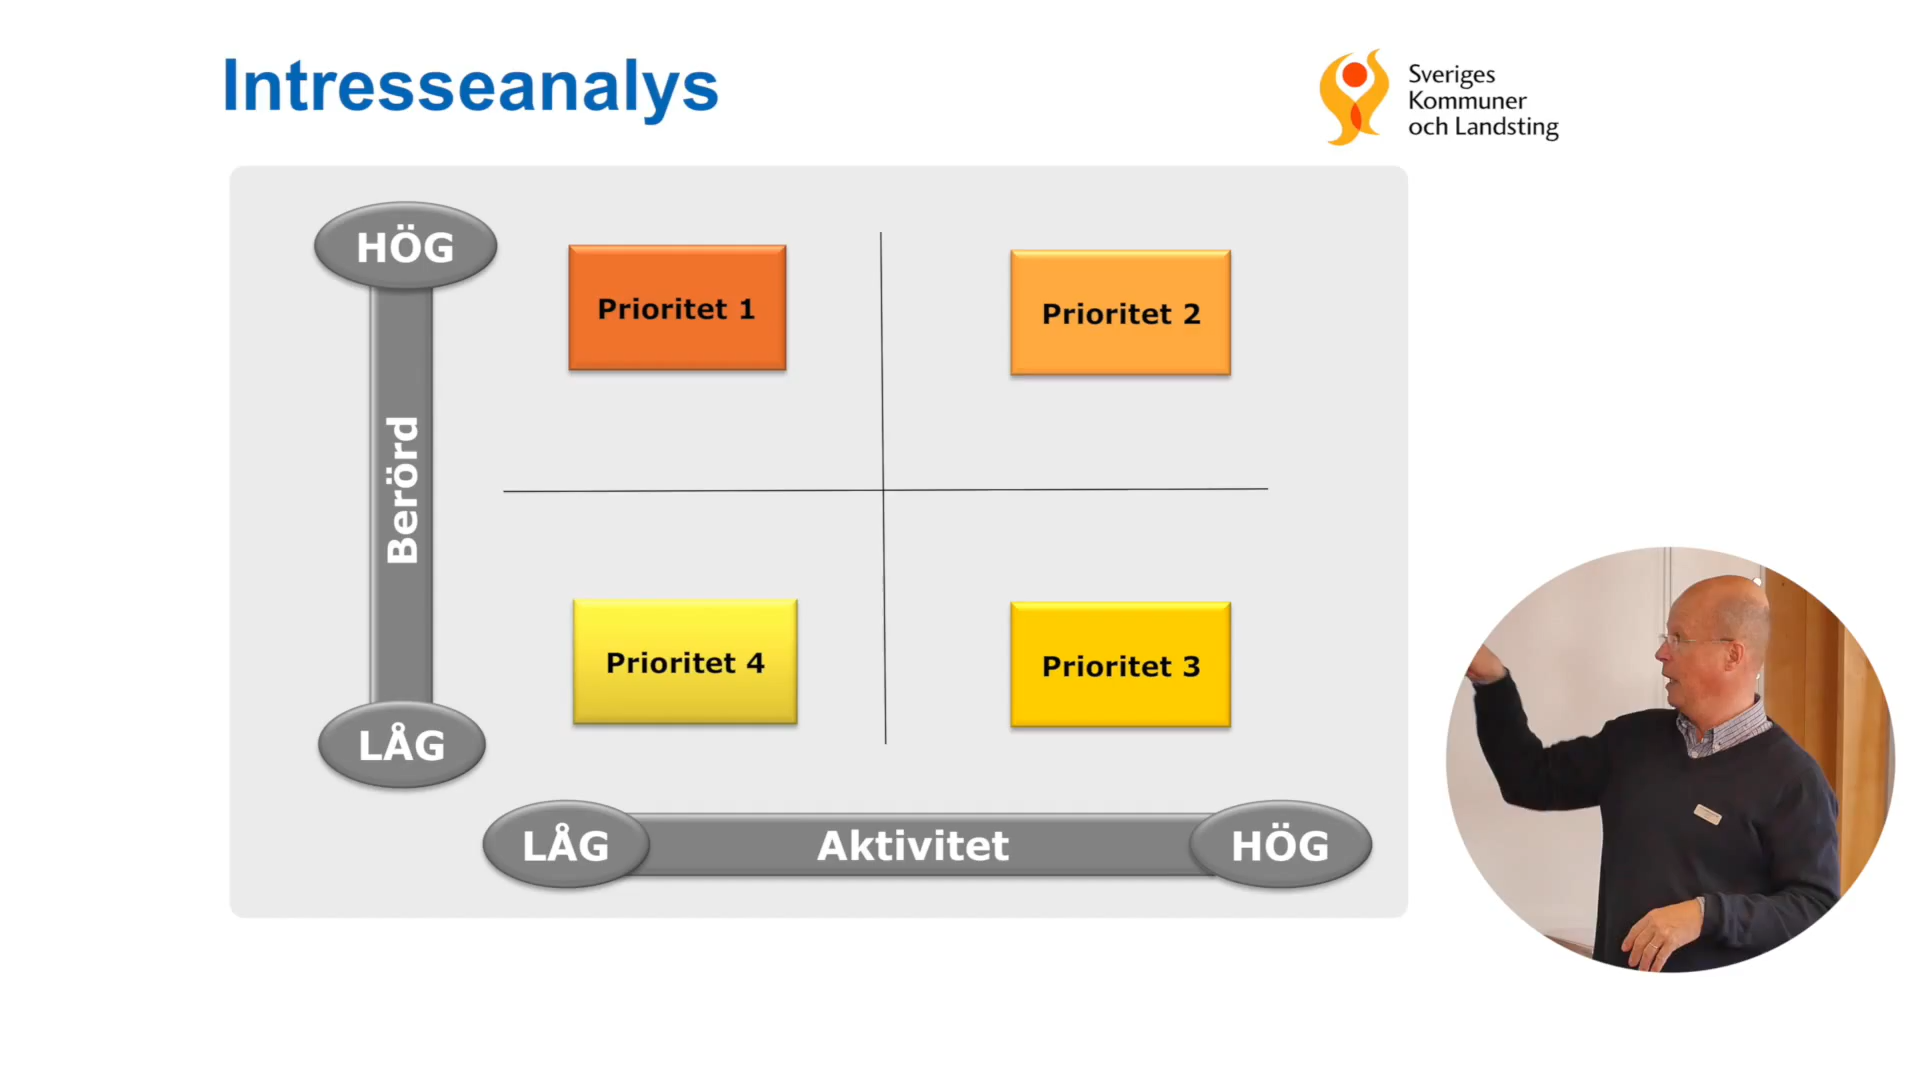 Intresseanalys
Sveriges
Kommuner
och Landsting
HÖG
Prioritet 1
Prioritet 2
Berörd
Prioritet 4
Prioritet 3
LÅG
LÅG
Aktivitet
HÖG